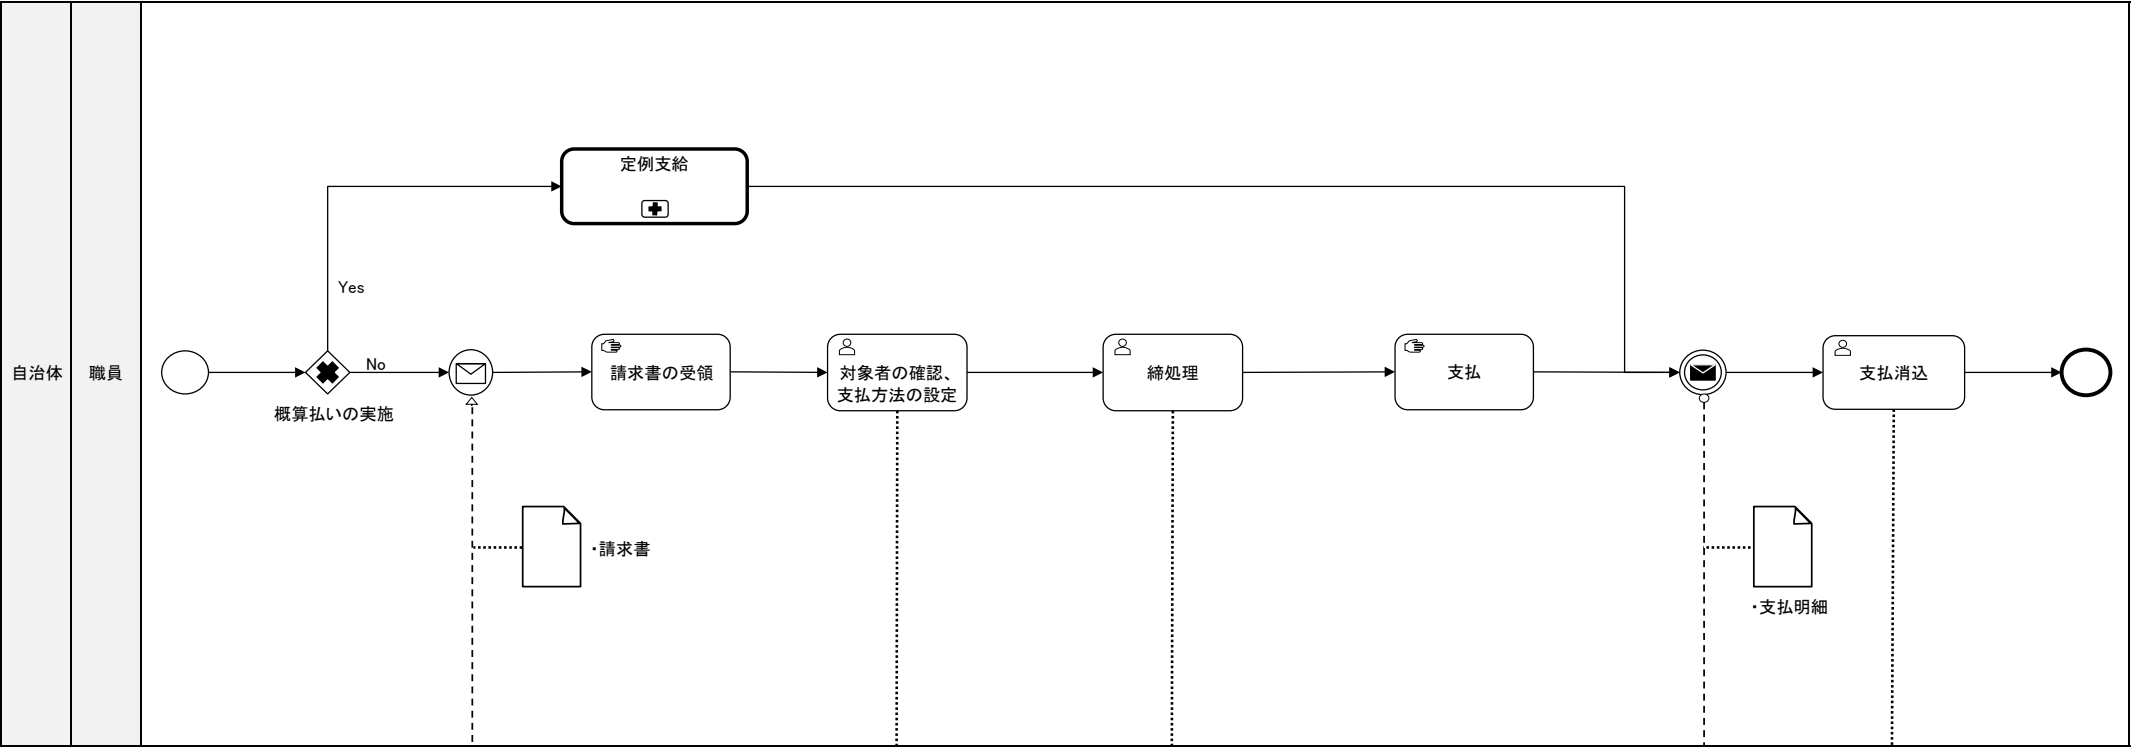 自治体
職員
定例支給
Yes
No
概算払いの実施
請求書の受領
対象者の確認、
支払方法の設定
締処理
支払
支払消込
・請求書
・支払明細